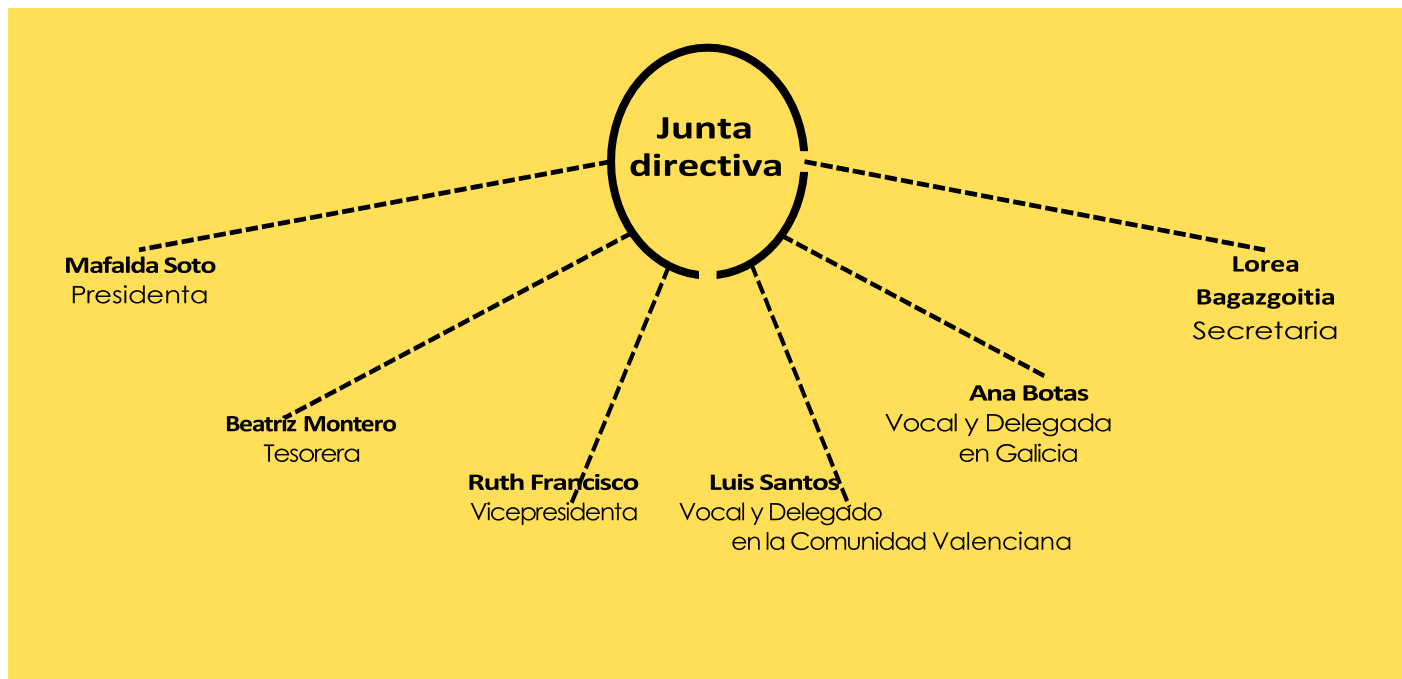 Junta
directiva
Mafalda Soto
Presidenta
Lorea
Bagazgoitia
Secretaria
Beatriz Montero
Tesorera
Ana Botas
Vocal y Delegada
en Galicia
Ruth Francisco
Vicepresidenta
Luis Santos
Vocal y Delegado
en la Comunidad Valenciana